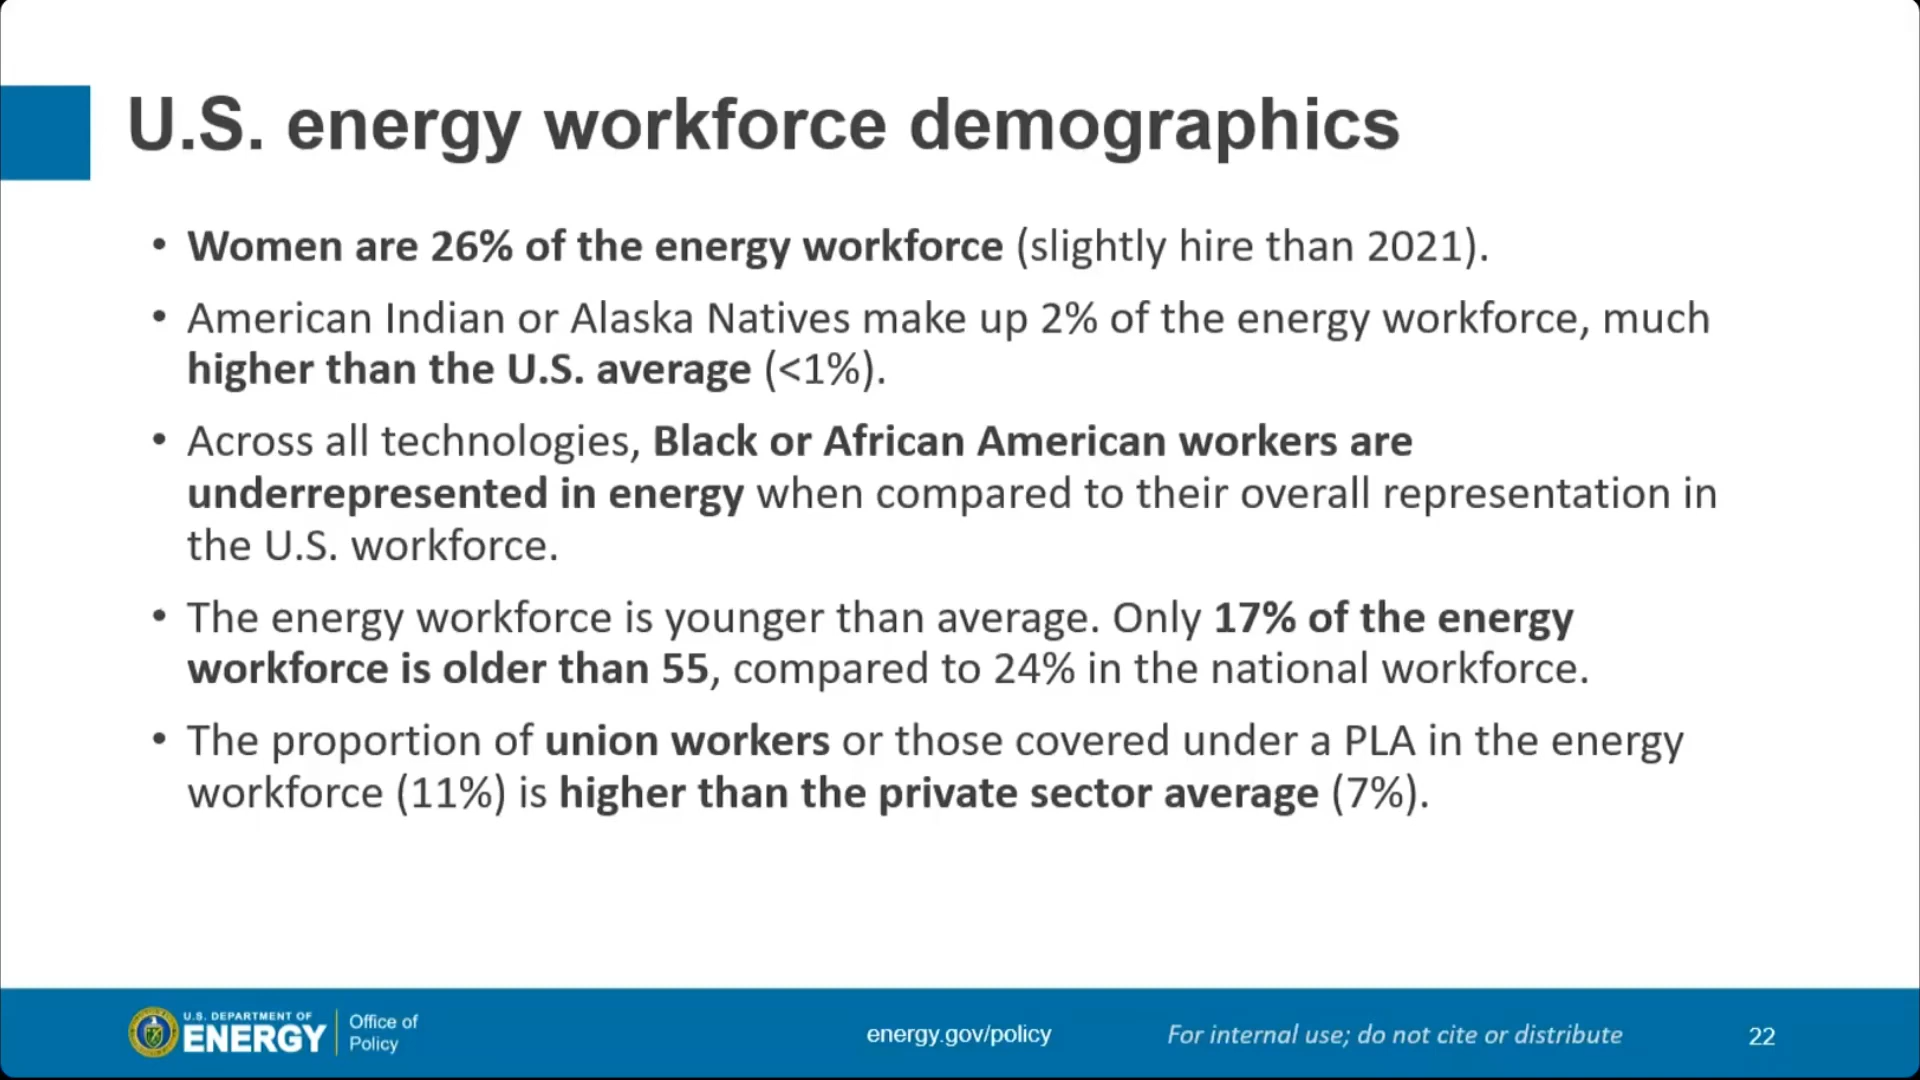 U.S. energy workforce demographics
• Women are 26% of the energy workforce (slightly hire than 2021).
• American Indian or Alaska Natives make up 2% of the energy workforce, much
higher than the U.S. average (<1%).
• Across all technologies, Black or African American workers are
underrepresented in energy when compared to their overall representation in
the U.S. workforce.
• The energy workforce is younger than average. Only 17% of the energy
workforce is older than 55, compared to 24% in the national workforce.
• The proportion of union workers or those covered under a PLA in the energy
workforce (11%) is higher than the private sector average (7%).
U.S. DEPARTMENT OF
ENERGY
Office of
Policy
energy.gov/policy
For internal use; do not cite or distribute
22